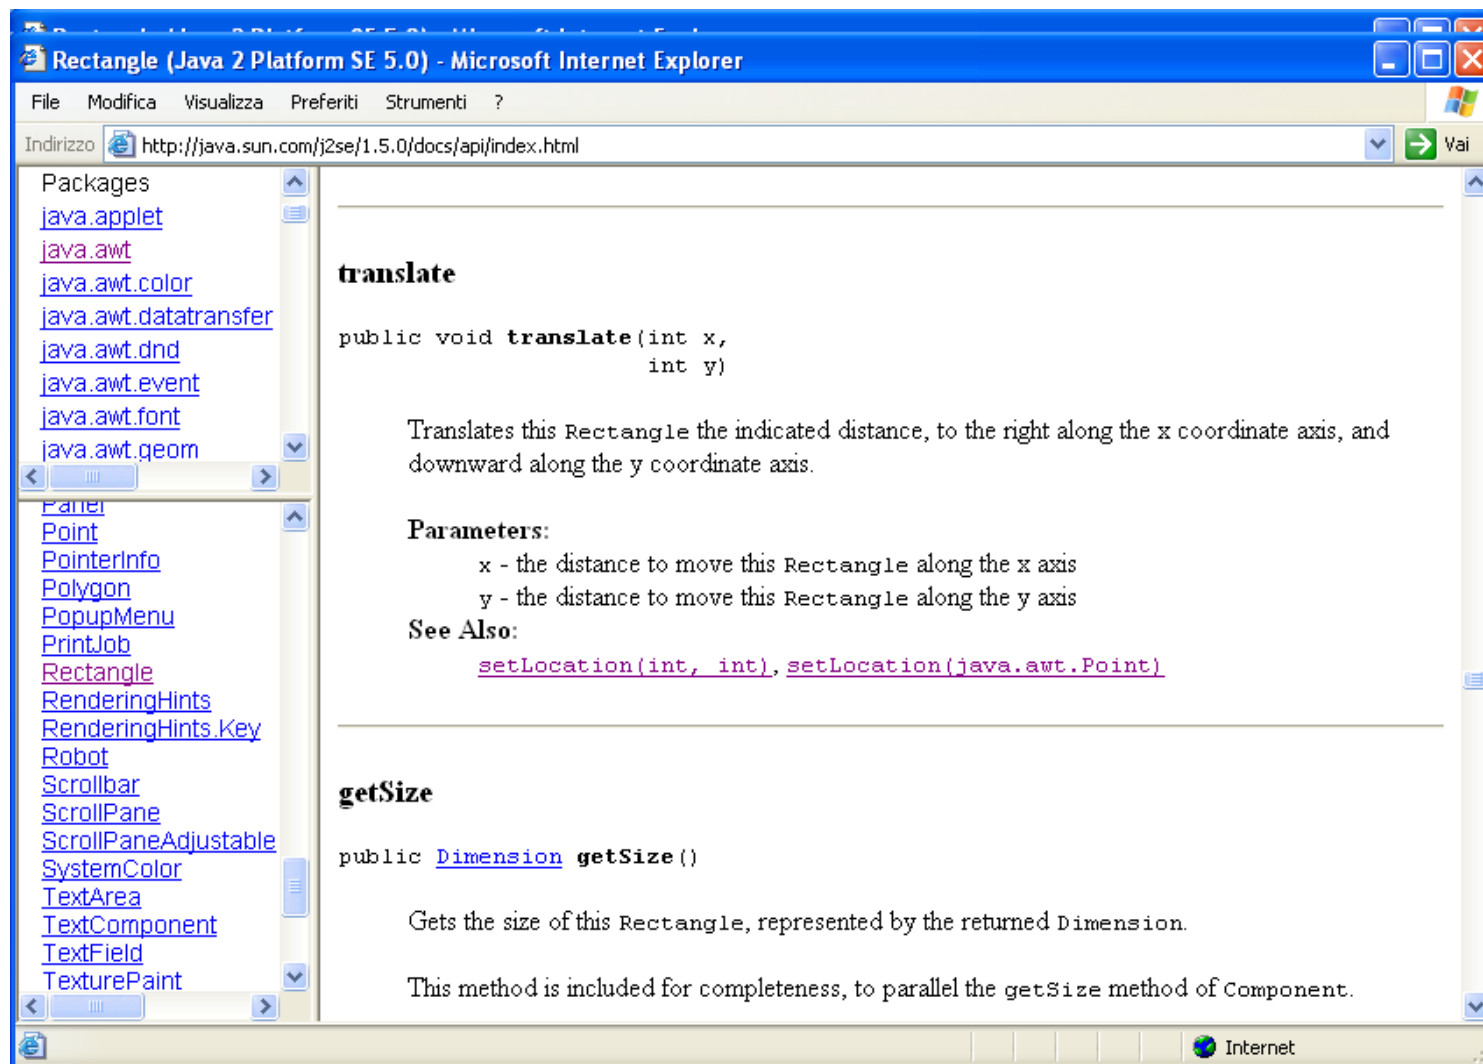 Rectangle (Java 2 Platform SE 5.0) - Microsoft Internet Explorer
File Modifica Visualizza Preferiti Strumenti ?
Indirizzo http://java.sun.com/j2se/1.5.0/docs/api/index.html Vai
Packages
java.applet
java.awt
java.awt.color
java.awt.datatransfer
java.awt.dnd
java.awt.event
java.awt.font
java.awt.geom
Panel
Point
PointerInfo
Polygon
PopupMenu
PrintJob
Rectangle
RenderingHints
RenderingHints.Key
Robot
Scrollbar
ScrollPane
ScrollPaneAdjustable
SystemColor
TextArea
TextComponent
TextField
TexturePaint
translate
public void translate(int x,
int y)
Translates this Rectangle the indicated distance, to the right along the x coordinate axis, and
downward along the y coordinate axis.
Parameters:
x - the distance to move this Rectangle along the x axis
y - the distance to move this Rectangle along the y axis
See Also:
setLocation(int, int), setLocation(java.awt.Point)
getSize
public Dimension getSize()
Gets the size of this Rectangle, represented by the returned Dimension.
This method is included for completeness, to parallel the getSize method of Component.
Internet